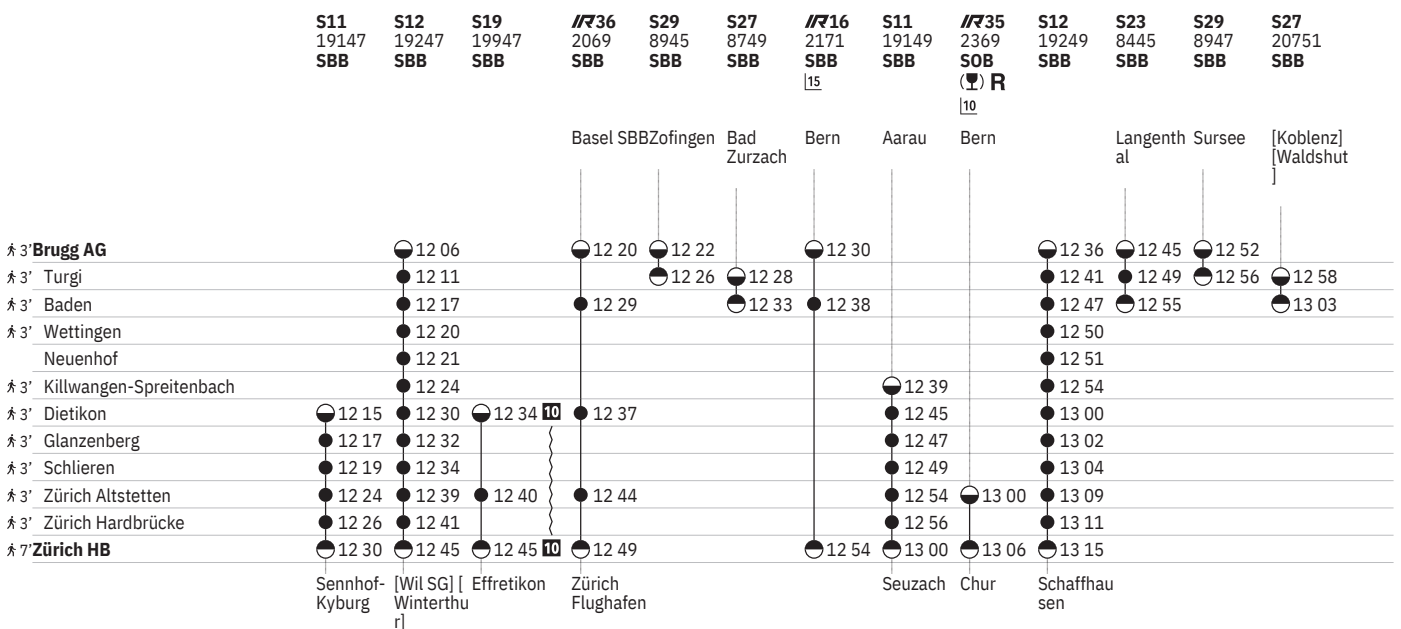 S11 S12 S19 IR36 S29 S27 IR16 S11 IR35 S12 S23 S29 S27
19147 19247 19947 2069 8945 8749 2171 19149 2369 19249 8445 8947 20751
SBB SBB SBB SBB SBB SBB SBB SBB SOB SBB SBB SBB SBB
15 R
10
Basel SBB Zofingen Bad Bern Aarau Bern Langenth Sursee [Koblenz]
Zurzach al [Waldshut
]
3' Brugg AG 12 06 12 20 12 22 12 30 12 36 12 45 12 52
3' Turgi 12 11 12 26 12 28 12 41 12 49 12 56 12 58
3' Baden 12 17 12 29 12 33 12 38 12 47 12 55 13 03
3' Wettingen 12 20 12 50
Neuenhof 12 21 12 51
3' Killwangen-Spreitenbach 12 24 12 39 12 54
3' Dietikon 12 15 12 30 12 34 10 12 37 12 45 13 00
3' Glanzenberg 12 17 12 32 12 47 13 02
3' Schlieren 12 19 12 34 12 49 13 04
3' Zürich Altstetten 12 24 12 39 12 40 12 44 12 54 13 00 13 09
3' Zürich Hardbrücke 12 26 12 41 12 56 13 11
7' Zürich HB 12 30 12 45 12 45 10 12 49 12 54 13 00 13 06 13 15
Sennhof- [Wil SG] [ Effretikon Zürich Seuzach Chur Schaffhau
Kyburg Winterthu Flughafen sen
r]